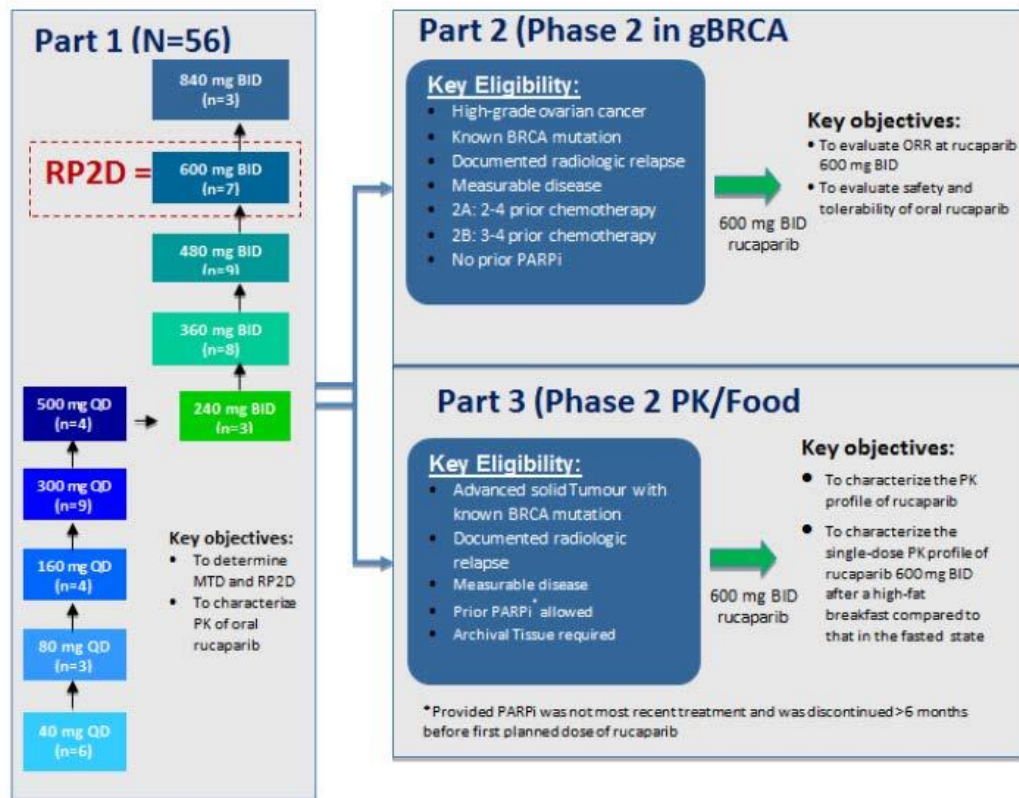 Part 1 (N=56)
840 mg BID
(n=3)
RP2D =
600 mg BID
(n=7)
480 mg BID
(n=9)
360 mg BID
(n=8)
500 mg QD
(n=4)
240 mg BID
(n=3)
300 mg QD
(n=9)
160 mg QD
(n=4)
80 mg QD
(n=3)
40 mg QD
(n=6)
Key objectives:
• To determine
MTD and RP2D
• To characterize
PK of oral
rucaparib
Part 2 (Phase 2 in gBRCA
Key Eligibility:
• High-grade ovarian cancer
• Known BRCA mutation
• Documented radiologic relapse
• Measurable disease
• 2A: 2-4 prior chemotherapy
• 2B: 3-4 prior chemotherapy
• No prior PARPi
600 mg BID
rucaparib
Key objectives:
• To evaluate ORR at rucaparib
600 mg BID
• To evaluate safety and
tolerability of oral rucaparib
Part 3 (Phase 2 PK/Food
Key Eligibility:
• Advanced solid Tumour with
known BRCA mutation
• Documented radiologic
relapse
• Measurable disease
• Prior PARPi* allowed
• Archival Tissue required
600 mg BID
rucaparib
Key objectives:
• To characterize the PK
profile of rucaparib
• To characterize the
single-dose PK profile of
rucaparib 600 mg BID
after a high-fat
breakfast compared to
that in the fasted state
*Provided PARPi was not most recent treatment and was discontinued >6 months
before first planned dose of rucaparib